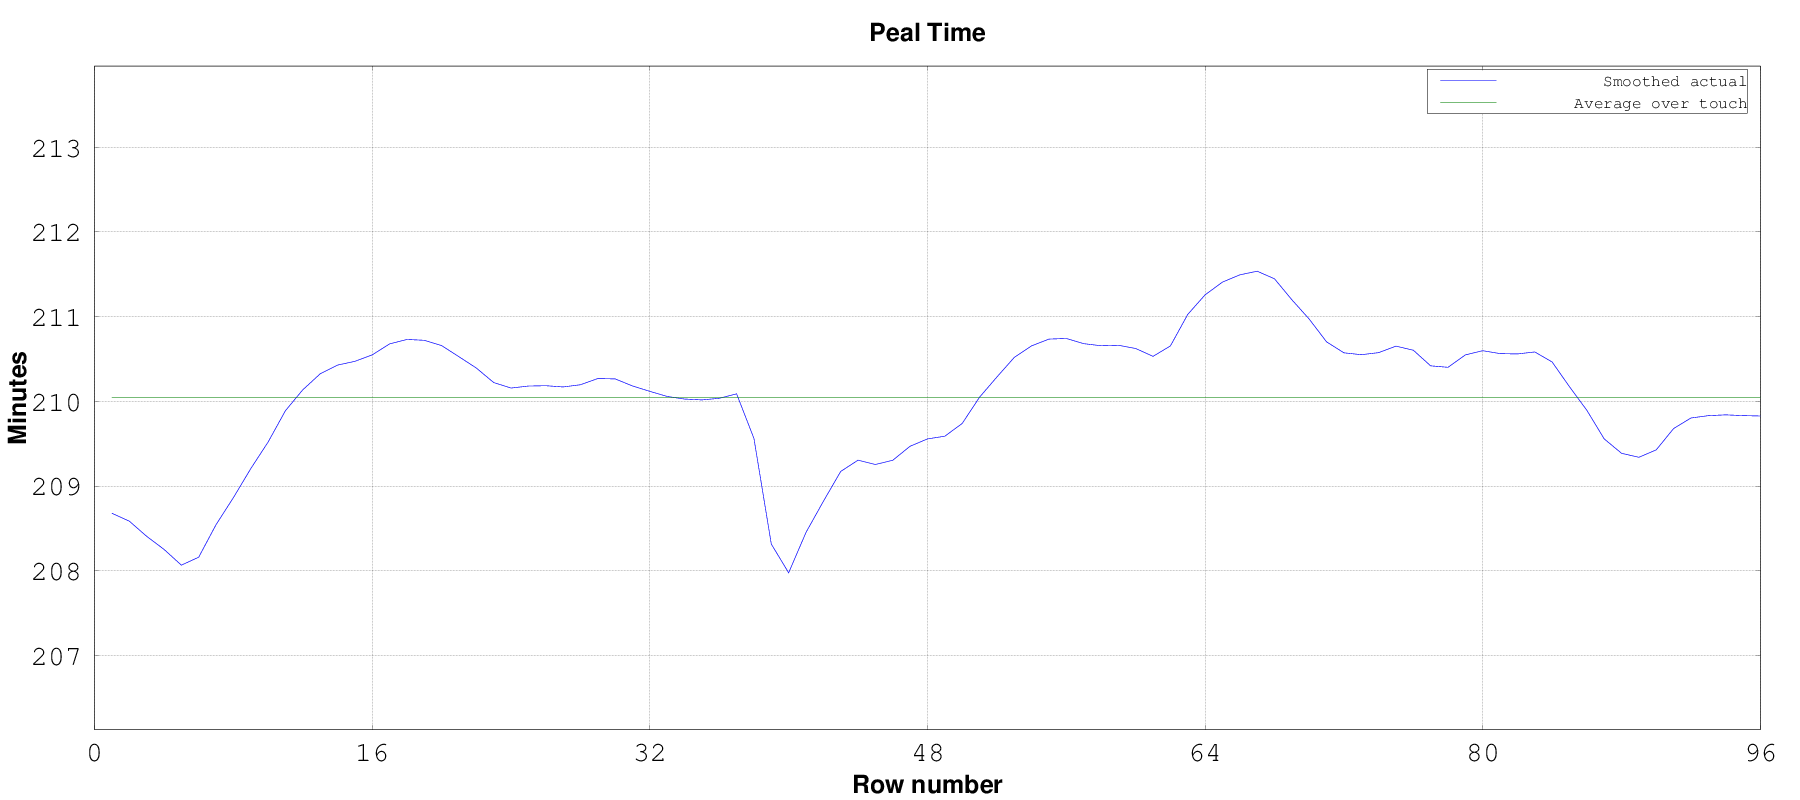 Peal Time
Smoothed actual
Average over touch
213
212
211
210
209
208
207
Minutes
0 16 32 48 64 80 96
Row number